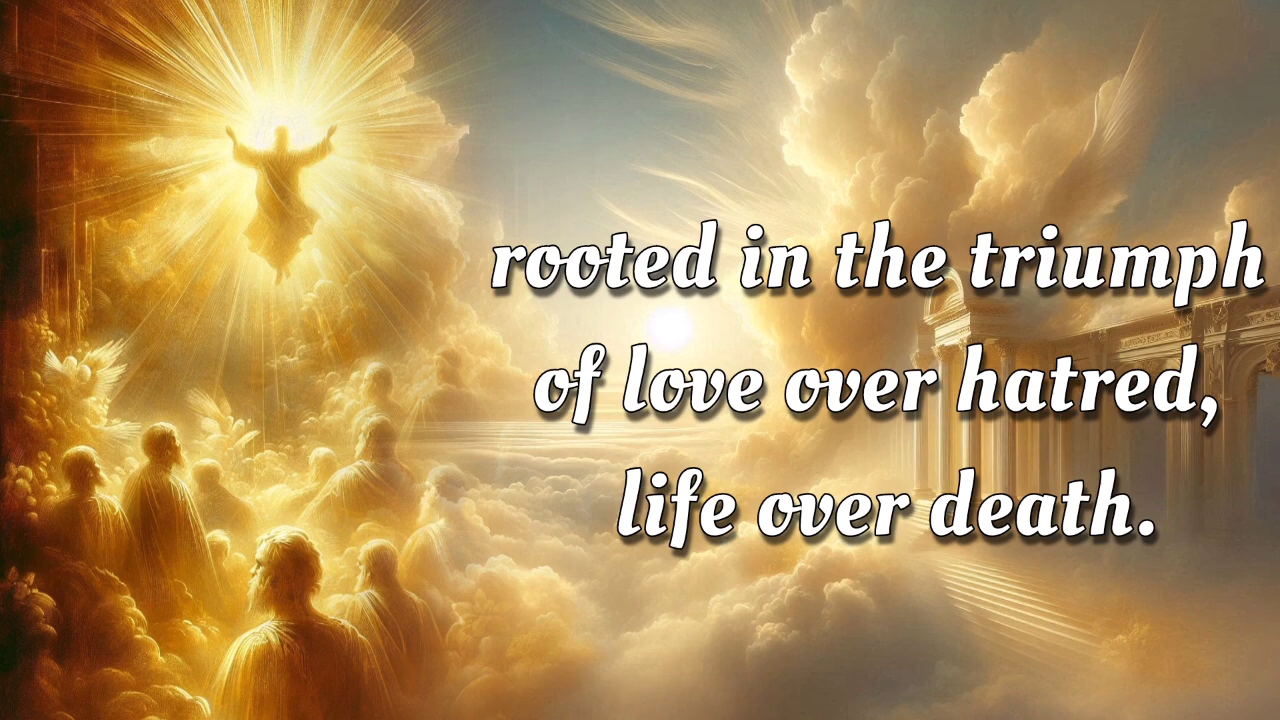 rooted in the triumph
of love over hatred,
life over death.